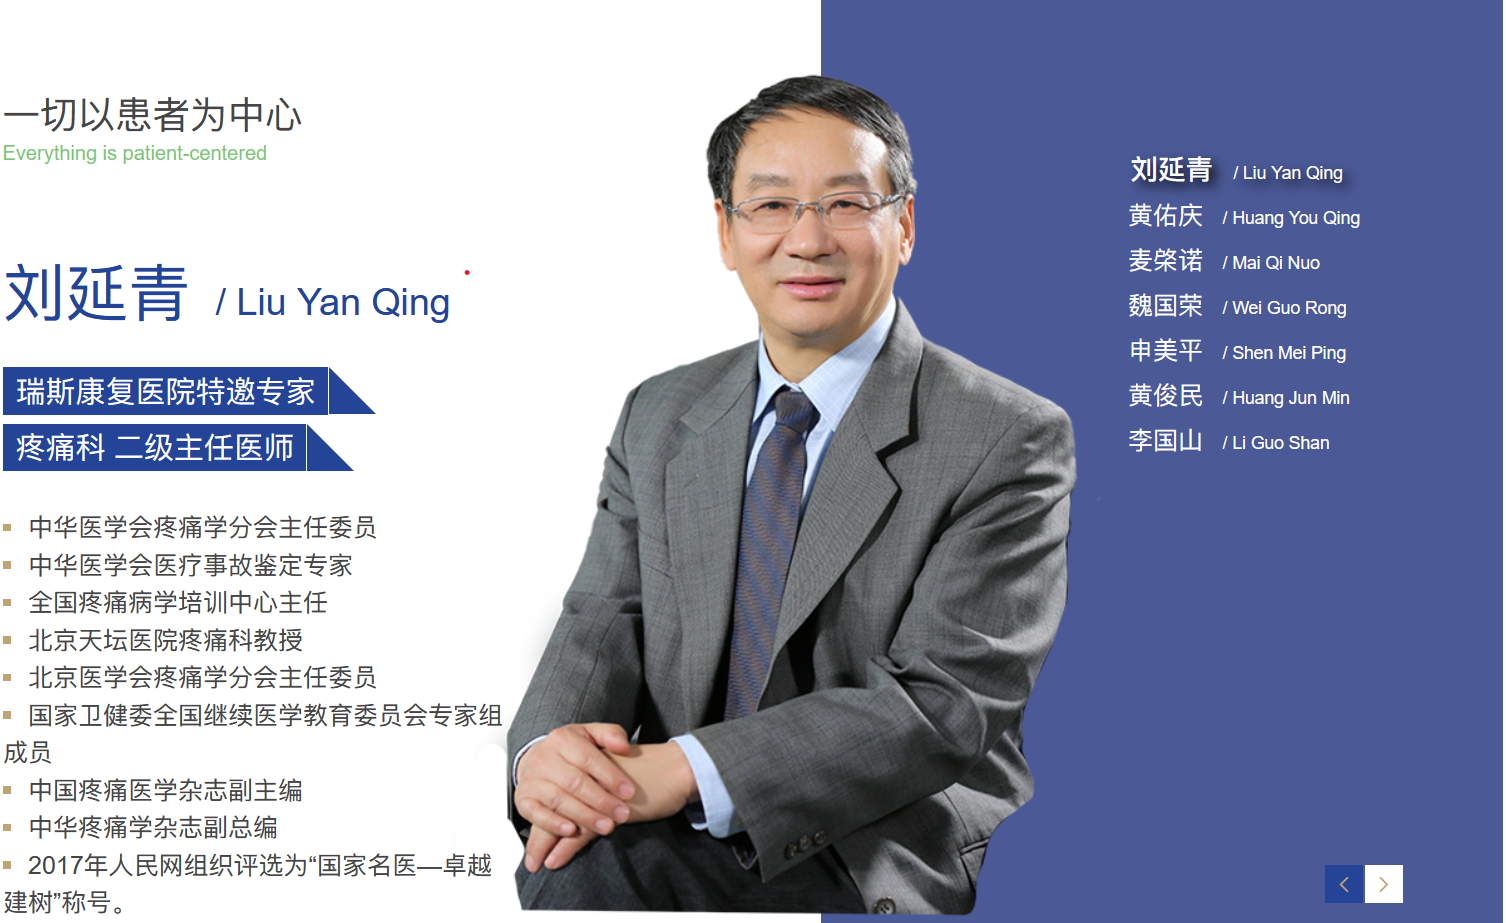 一切以患者为中心
Everything is patient-centered
刘延青 / Liu Yan Qing
瑞斯康复医院特邀专家
疼痛科 二级主任医师
中华医学会疼痛学分会主任委员
中华医学会医疗事故鉴定专家
全国疼痛病学培训中心主任
北京天坛医院疼痛科教授
北京医学会疼痛学分会主任委员
国家卫健委全国继续医学教育委员会专家组
成员
中国疼痛医学杂志副主编
中华疼痛学杂志副总编
2017年人民网组织评选为“国家名医—卓越
建树”称号。
刘延青 / Liu Yan Qing
黄佑庆 / Huang You Qing
麦棨诺 / Mai Qi Nuo
魏国荣 / Wei Guo Rong
申美平 / Shen Mei Ping
黄俊民 / Huang Jun Min
李国山 / Li Guo Shan